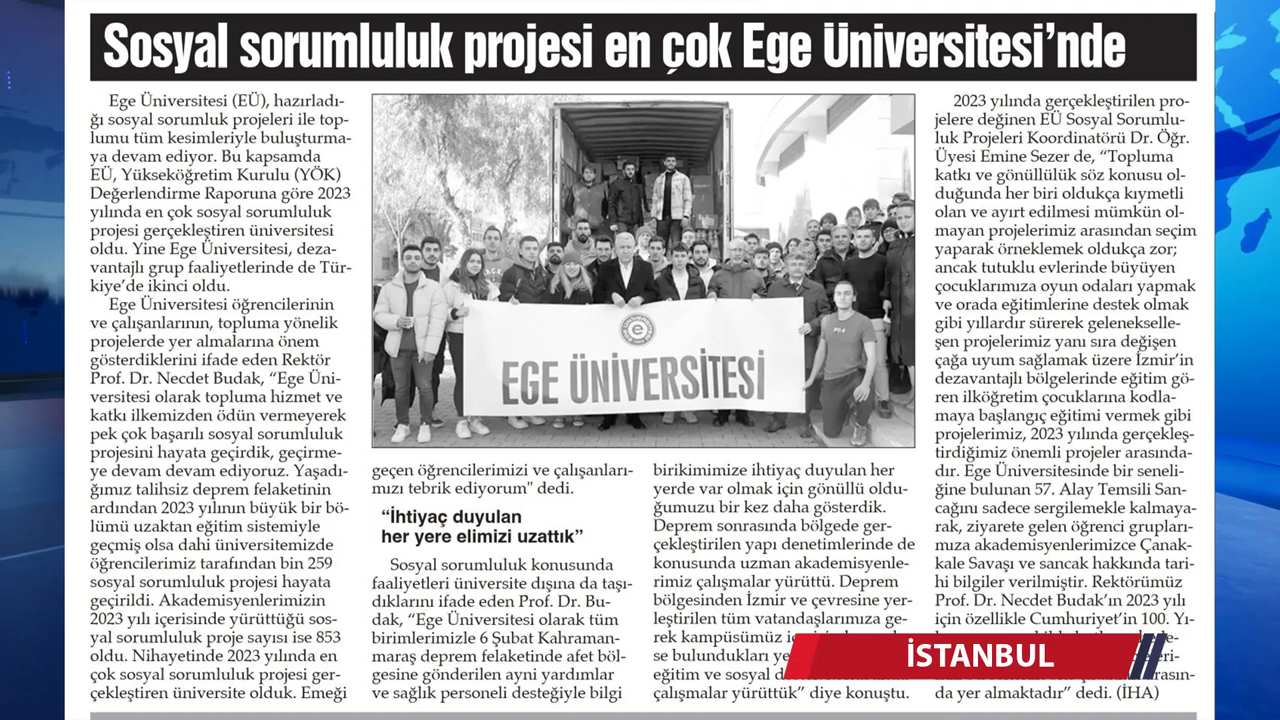 Sosyal sorumluluk projesi en çok Ege Üniversitesi’nde
Ege Üniversitesi (EÜ), hazırladı-
ğı sosyal sorumluk projeleri ile top-
lumu tüm kesimleriyle buluşturma-
ya devam ediyor. Bu kapsamda
EÜ, Yükseköğretim Kurulu (YÖK)
Değerlendirme Raporuna göre 2023
yılında en çok sosyal sorumluluk
projesi gerçekleştiren üniversitesi
oldu. Yine Ege Üniversitesi, deza-
vantajlı grup faaliyetlerinde de Tür-
kiye’de ikinci oldu.
Ege Üniversitesi öğrencilerinin
ve çalışanlarının, topluma yönelik
projelerde yer almalarına önem
gösterdiklerini ifade eden Rektör
Prof. Dr. Necdet Budak, “Ege Üni-
versitesi olarak topluma hizmet ve
katkı ilkemizden ödün vermeyerek
pek çok başarılı sosyal sorumluluk
projesini hayata geçirdik, geçirme-
ye devam devam ediyoruz. Yaşadı-
ğımız talihsiz deprem felaketinin
ardından 2023 yılının büyük bir bö-
lümü uzaktan eğitim sistemiyle
geçmiş olsa dahi üniversitemizde
öğrencilerimiz tarafından bin 259
sosyal sorumluluk projesi hayata
geçirildi. Akademisyenlerimizin
2023 yılı içerisinde yürüttüğü sos-
yal sorumluluk proje sayısı ise 853
oldu. Nihayetinde 2023 yılında en
çok sosyal sorumluluk projesi ger-
çekleştiren üniversite olduk. Emeği
EGE ÜNİVERSİTESİ
geçen öğrencilerimizi ve çalışanları-
mızı tebrik ediyorum" dedi.
“İhtiyaç duyulan
her yere elimizi uzattık”
Sosyal sorumluluk konusunda
faaliyetleri üniversite dışına da taşı-
dıklarını ifade eden Prof. Dr. Bu-
dak, “Ege Üniversitesi olarak tüm
birimlerimizle 6 Şubat Kahraman-
maraş deprem felaketinde afet böl-
gesine gönderilen ayni yardımlar
ve sağlık personeli desteğiyle bilgi
birikimimize ihtiyaç duyulan her
yerde var olmak için gönüllü oldu-
ğumuzu bir kez daha gösterdik.
Deprem sonrasında bölgede ger-
çekleştirilen yapı denetimlerinde de
konusunda uzman akademisyenle-
rimiz çalışmalar yürüttü. Deprem
bölgesinden İzmir ve çevresine yer-
leştirilen tüm vatandaşlarımıza ge-
rek kampüsümüz
se bulundukları
eğitim ve sosyal
çalışmalar yürüttük” diye konuştu.
2023 yılında gerçekleştirilen pro-
jelere değinen EÜ Sosyal Sorumlu-
luk Projeleri Koordinatörü Dr. Öğr.
Üyesi Emine Sezer de, “Topluma
katkı ve gönüllülük söz konusu ol-
duğunda her biri oldukça kıymetli
olan ve ayırt edilmesi mümkün ol-
mayan projelerimiz arasından seçim
yaparak örneklemek oldukça zor;
ancak tutuklu evlerinde büyüyen
çocuklarımıza oyun odaları yapmak
ve orada eğitimlerine destek olmak
gibi yıllardır sürerek gelenekselle-
şen projelerimiz yanı sıra değişen
çağa uyum sağlamak üzere İzmir’in
dezavantajlı bölgelerinde eğitim gö-
ren ilköğretim çocuklarına kodla-
maya başlangıç eğitimi vermek gibi
projelerimiz, 2023 yılında gerçekleş-
tirdiğimiz önemli projeler arasında-
dır. Ege Üniversitesinde bir seneli-
ğine bulunan 57. Alay Temsili San-
cağını sadece sergilemekle kalmaya-
rak, ziyarete gelen öğrenci grupları-
mıza akademisyenlerimizce Çanak-
kale Savaşı ve sancak hakkında tari-
hi bilgiler verilmiştir. Rektörümüz
Prof. Dr. Necdet Budak’ın 2023 yılı
için özellikle Cumhuriyet’in 100. Yı-
da yer almaktadır” dedi. (İHA)
İSTANBUL